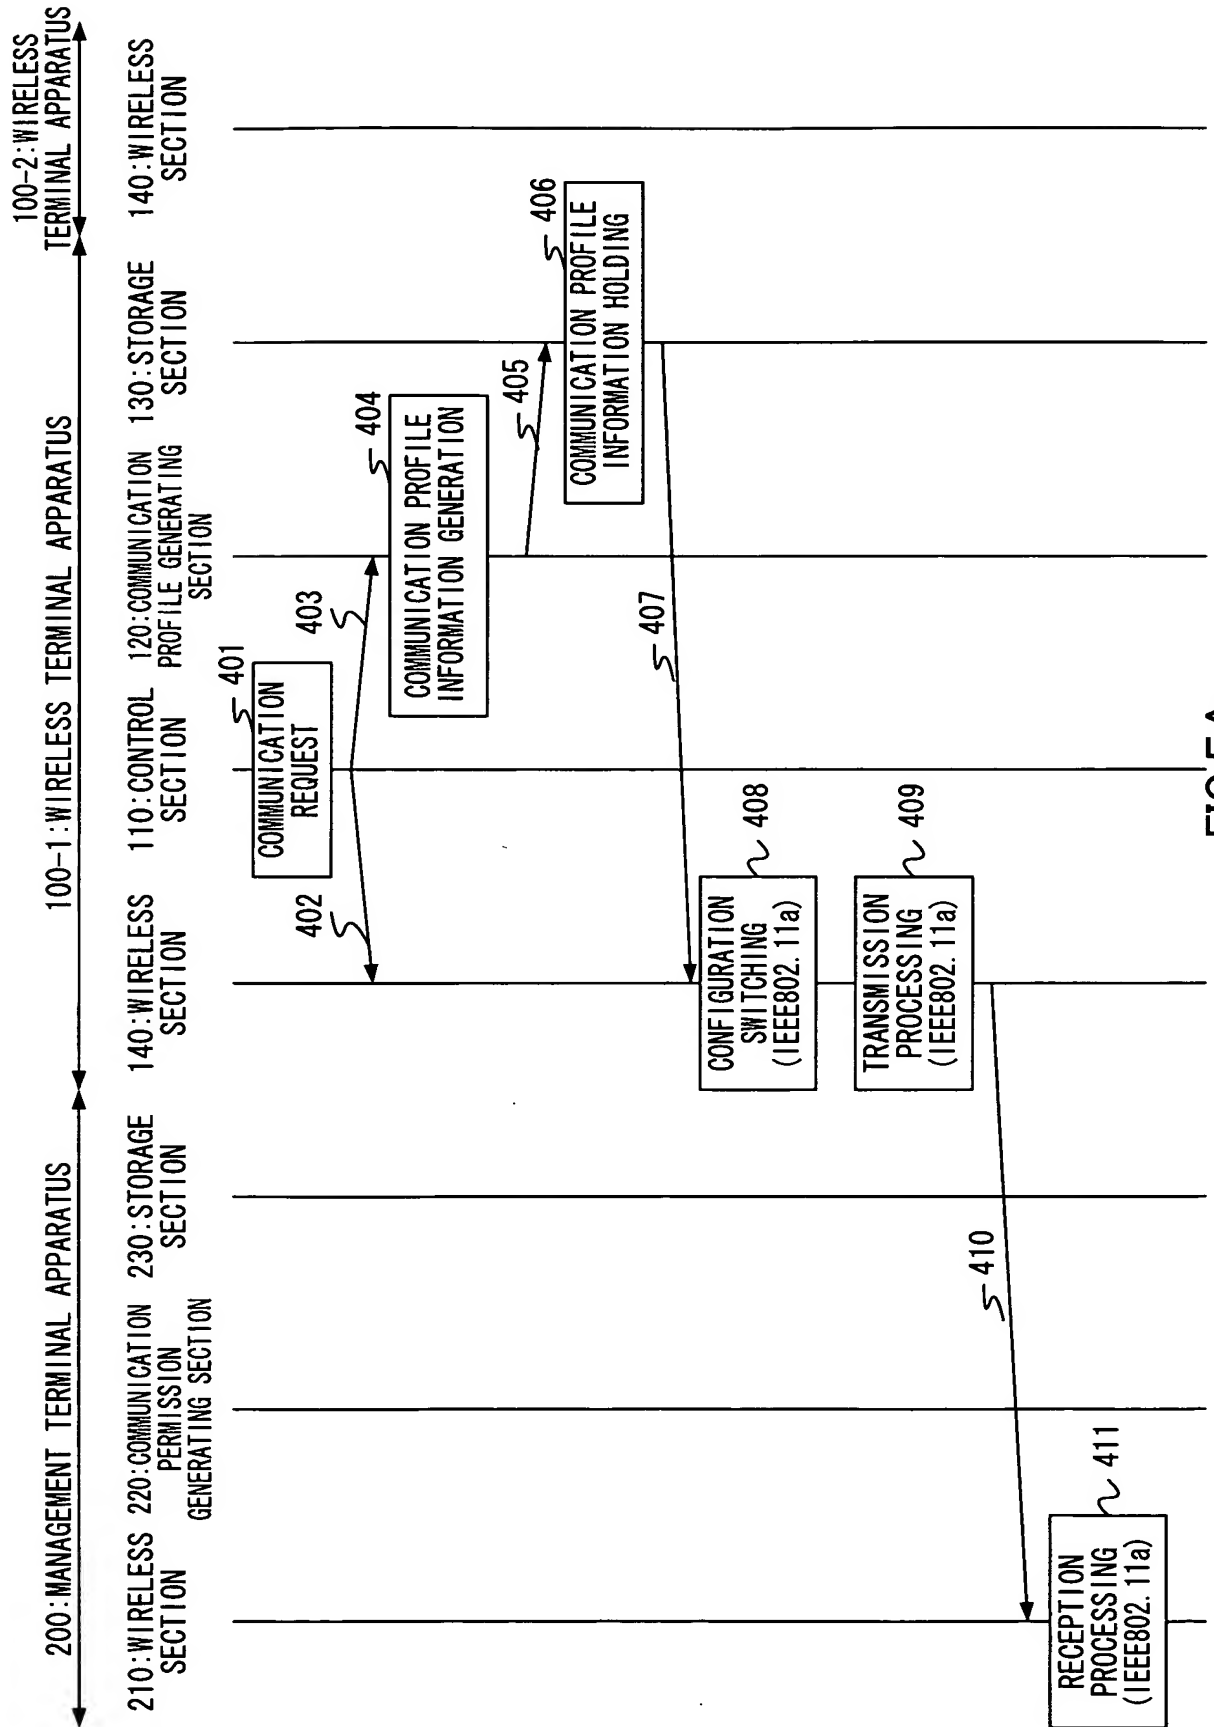 200:MANAGEMENT TERMINAL APPARATUS
100-1:WIRELESS TERMINAL APPARATUS
100-2:WIRELESS
TERMINAL APPARATUS
210:WIRELESS
SECTION
220:COMMUNICATION
PERMISSION
GENERATING SECTION
230:STORAGE
SECTION
140:WIRELESS
SECTION
110:CONTROL
SECTION
120:COMMUNICATION
PROFILE GENERATING
SECTION
130:STORAGE
SECTION
140:WIRELESS
SECTION
401
COMMUNICATION
REQUEST
402
403
404
COMMUNICATION PROFILE
INFORMATION GENERATION
405
406
COMMUNICATION PROFILE
INFORMATION HOLDING
407
CONFIGURATION
SWITCHING
(IEEE802.11a)
408
TRANSMISSION
PROCESSING
(IEEE802.11a)
409
410
RECEPTION
PROCESSING
(IEEE802.11a)
411